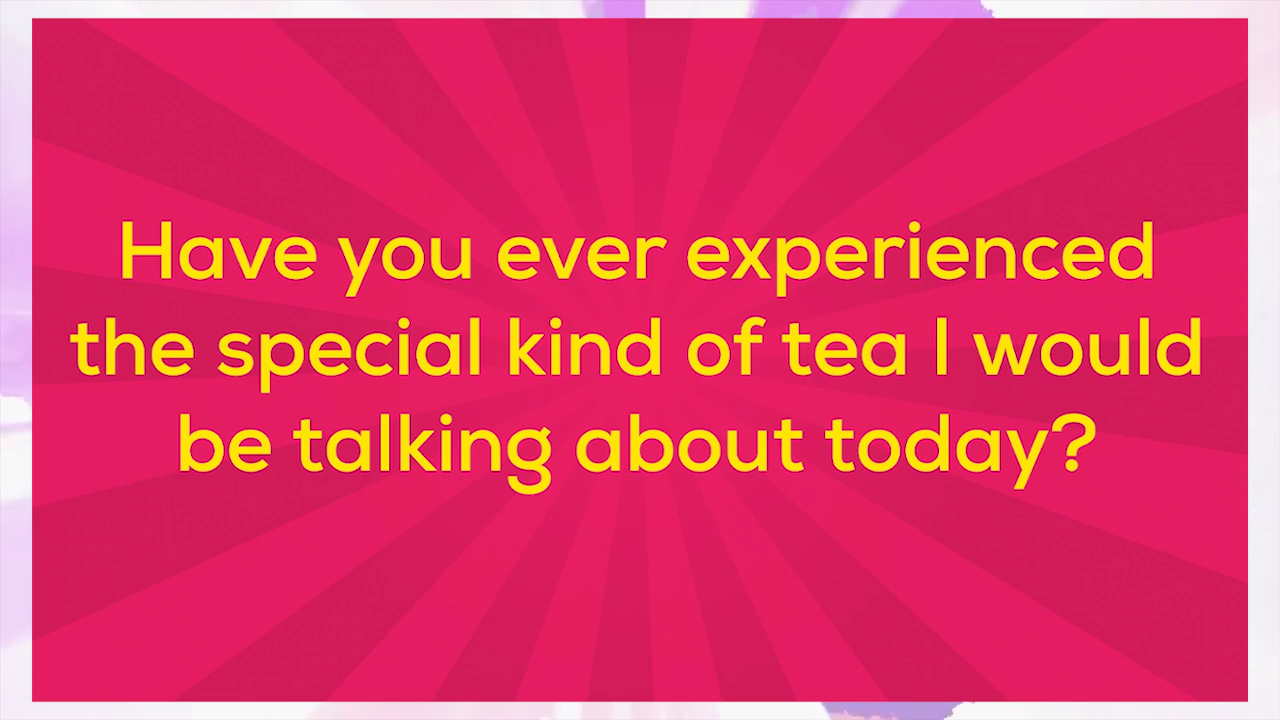 Have you ever experienced
the special kind of tea I would
be talking about today?